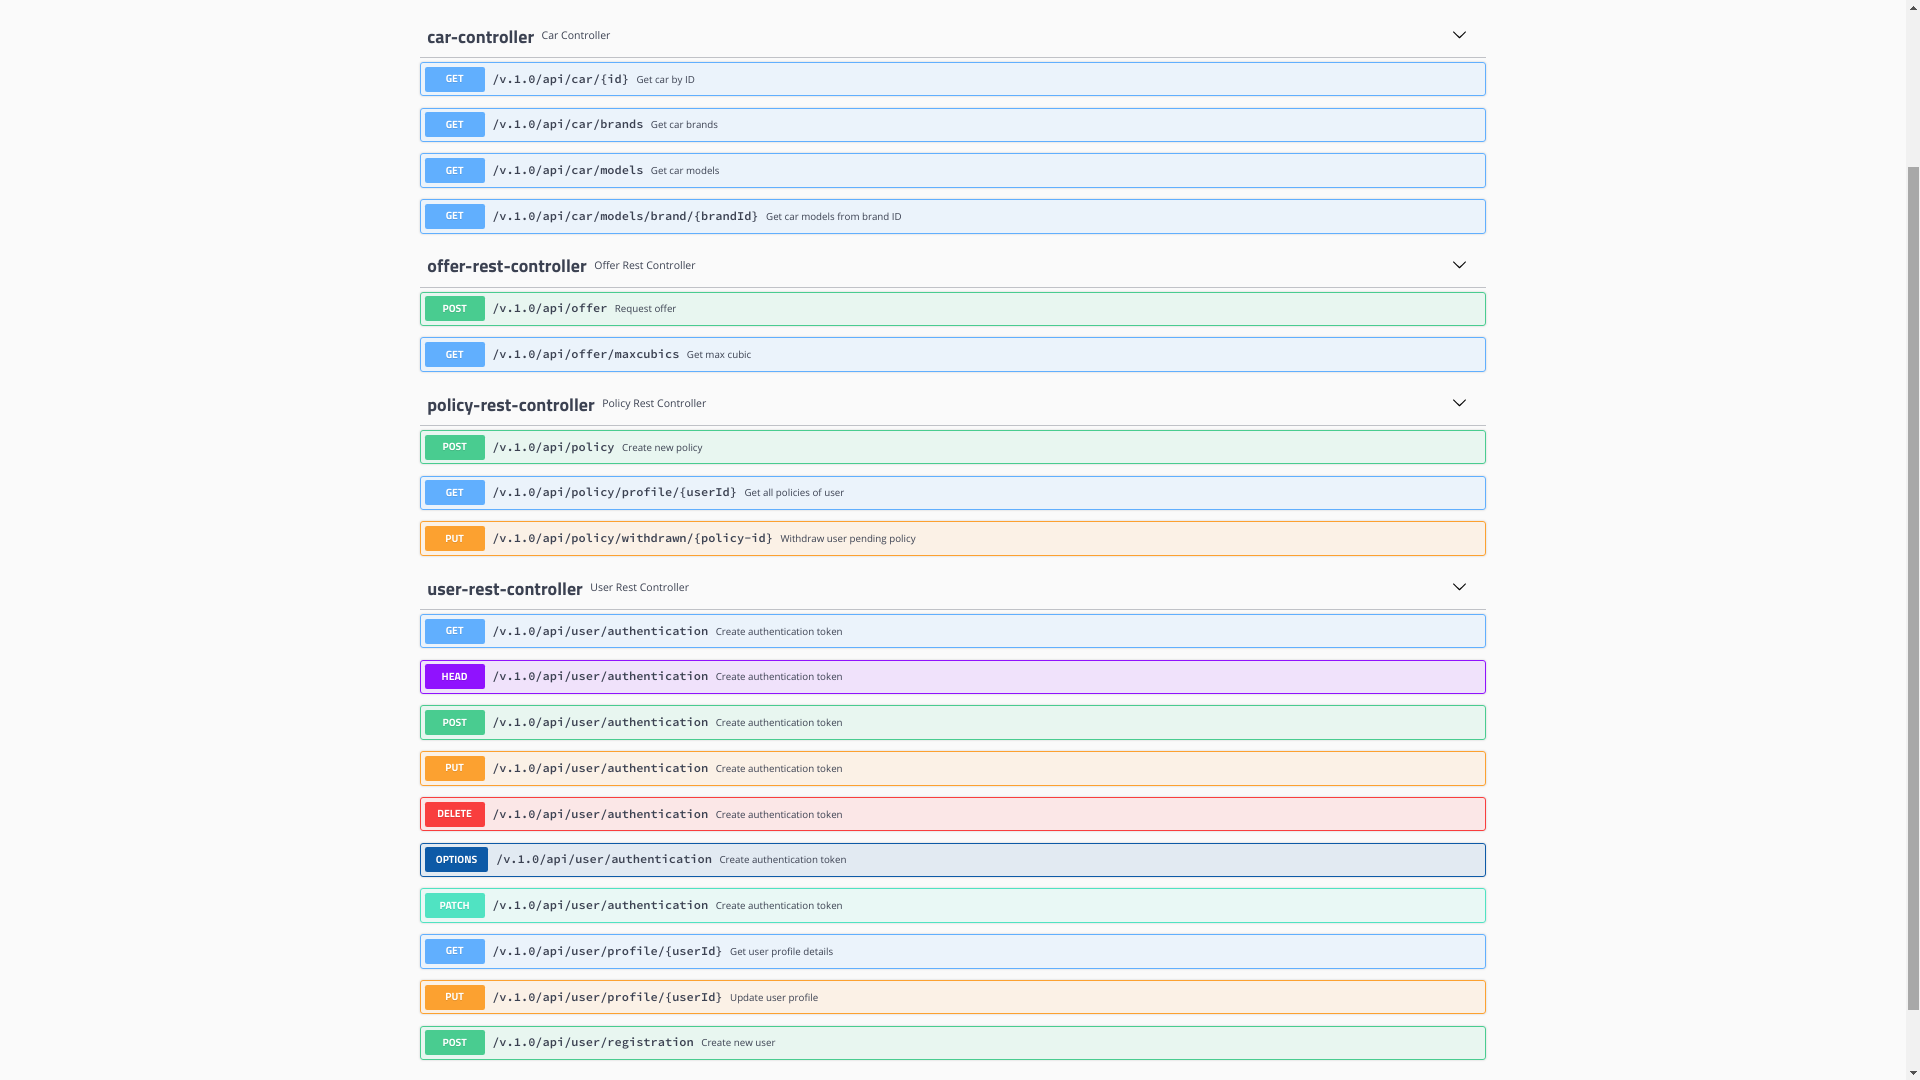 car-controller Car Controller
GET /v.1.0/api/car/{id} Get car by ID
GET /v.1.0/api/car/brands Get car brands
GET /v.1.0/api/car/models Get car models
GET /v.1.0/api/car/models/brand/{brandId} Get car models from brand ID
offer-rest-controller Offer Rest Controller
POST /v.1.0/api/offer Request offer
GET /v.1.0/api/offer/maxcubics Get max cubic
policy-rest-controller Policy Rest Controller
POST /v.1.0/api/policy Create new policy
GET /v.1.0/api/policy/profile/{userId} Get all policies of user
PUT /v.1.0/api/policy/withdrawn/{policy-id} Withdraw user pending policy
user-rest-controller User Rest Controller
GET /v.1.0/api/user/authentication Create authentication token
HEAD /v.1.0/api/user/authentication Create authentication token
POST /v.1.0/api/user/authentication Create authentication token
PUT /v.1.0/api/user/authentication Create authentication token
DELETE /v.1.0/api/user/authentication Create authentication token
OPTIONS /v.1.0/api/user/authentication Create authentication token
PATCH /v.1.0/api/user/authentication Create authentication token
GET /v.1.0/api/user/profile/{userId} Get user profile details
PUT /v.1.0/api/user/profile/{userId} Update user profile
POST /v.1.0/api/user/registration Create new user